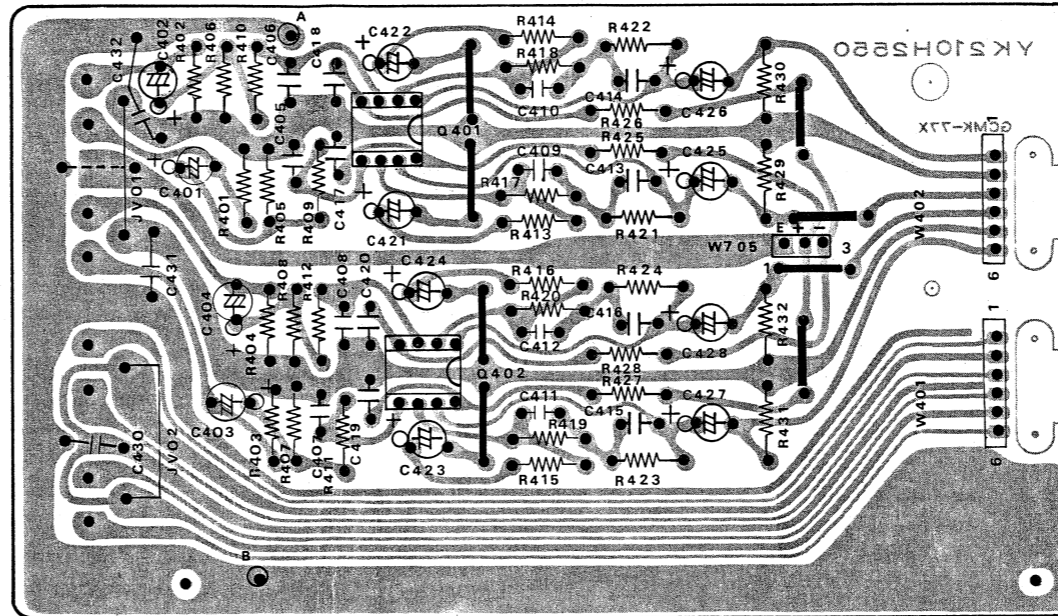 A
C432
C402
R402
R406
R410
C406
C418
+
C422
R414
R418
C410
R422
C414
+
R426
C426
R430
YK210H2550
GCMK-77X
+
C405
Q401
+
C401
R401
R405
R409
C417
+
C421
C409
R417
R413
R425
C413
+
C425
R421
R429
JV01
C431
W705
E + -
3
1
1
W402
6
C404
+
R404
R408
R412
C408
C420
+
C424
R416
R420
C412
R424
C416
+
R428
C428
R432
Q402
1
W401
6
C403
R403
R407
C407
R411
C419
+
C423
C411
R419
R415
R427
C415
+
C427
R423
R431
C430
JV02
B